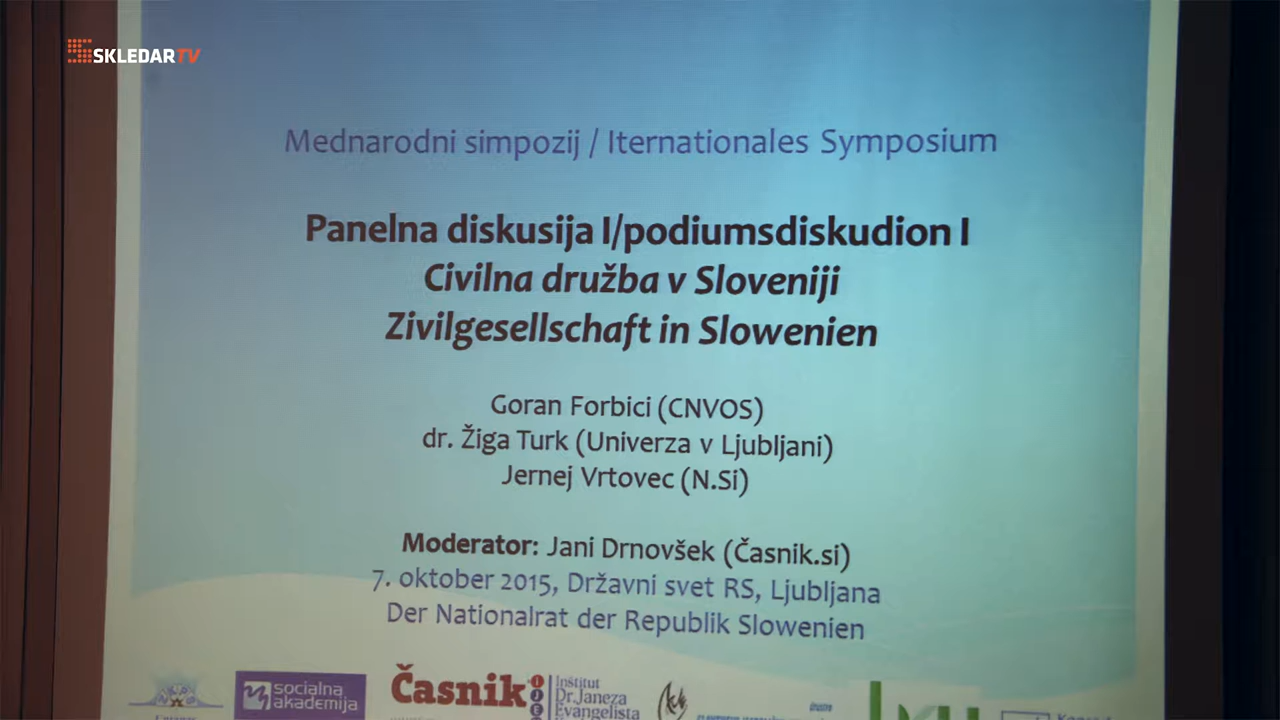 SKLEDARTV
Mednarodni simpozij / Iternationales Symposium
Panelna diskusija I/podiumsdiskudion I
Civilna družba v Sloveniji
Zivilgesellschaft in Slowenien
Goran Forbici (CNVOS)
dr. Žiga Turk (Univerza v Ljubljani)
Jernej Vrtovec (N.Si)
Moderator: Jani Drnovšek (Časnik.si)
7. oktober 2015, Državni svet RS, Ljubljana
Der Nationalrat der Republik Slowenien
socialna
akademija
Časnik
Inštitut
Dr.Janeza
Evangelista